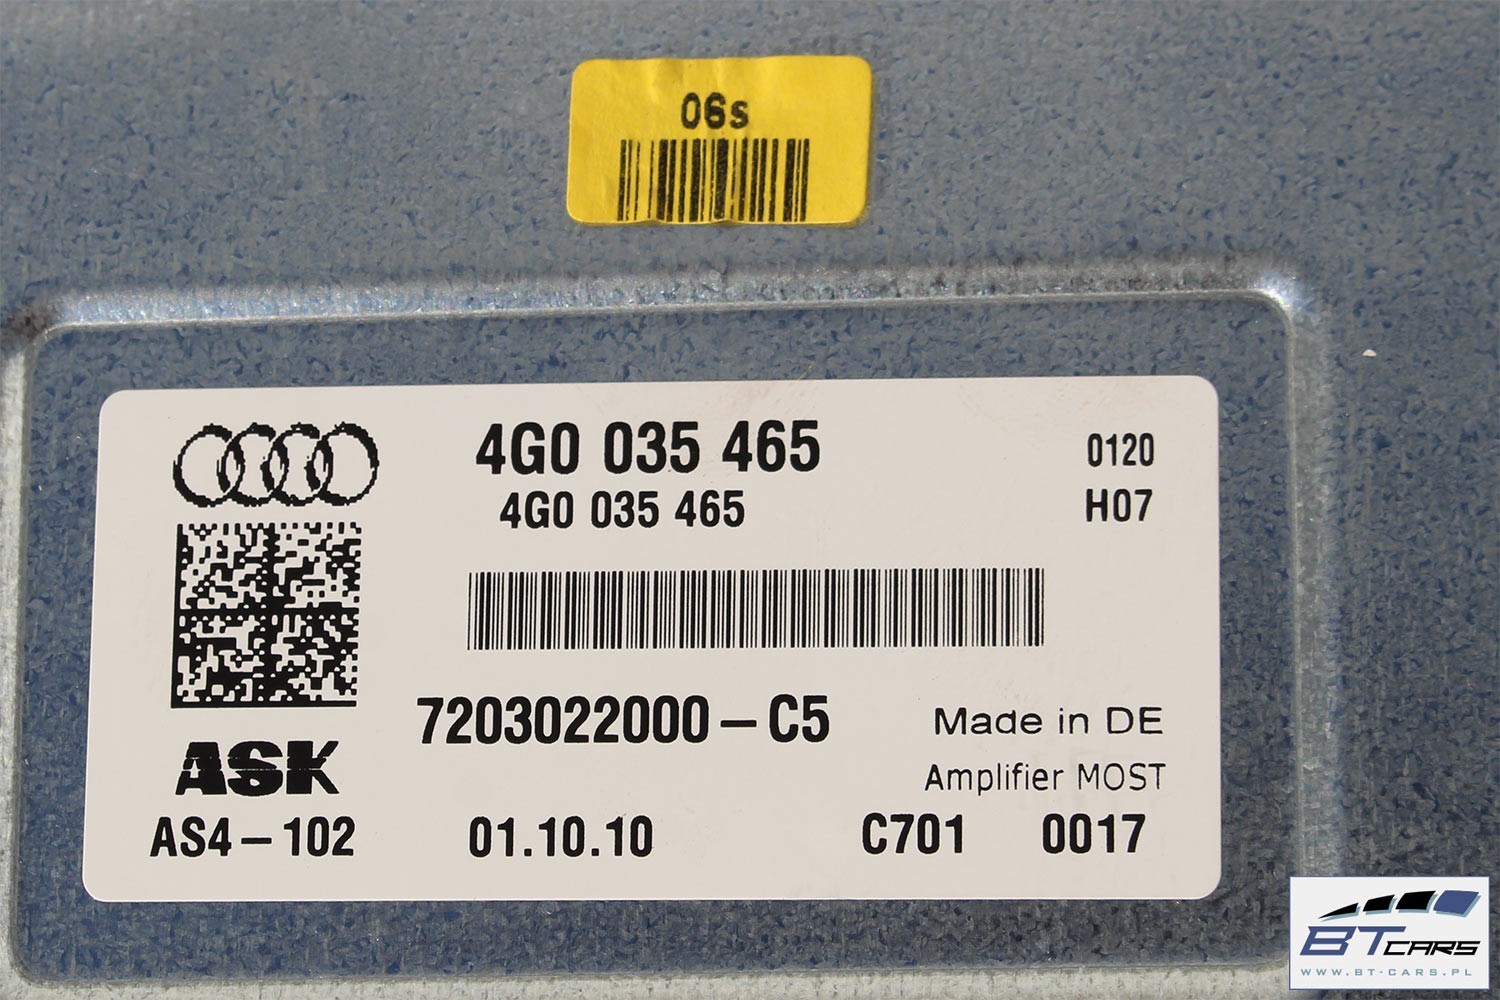 06s
4G0 035 465
0120
4G0 035 465
H07
7203022000-C5
Made in DE
ASK
Amplifier MOST
AS4-102
01.10.10
C701
0017
BT CARS
WWW.BT-CARS.PL